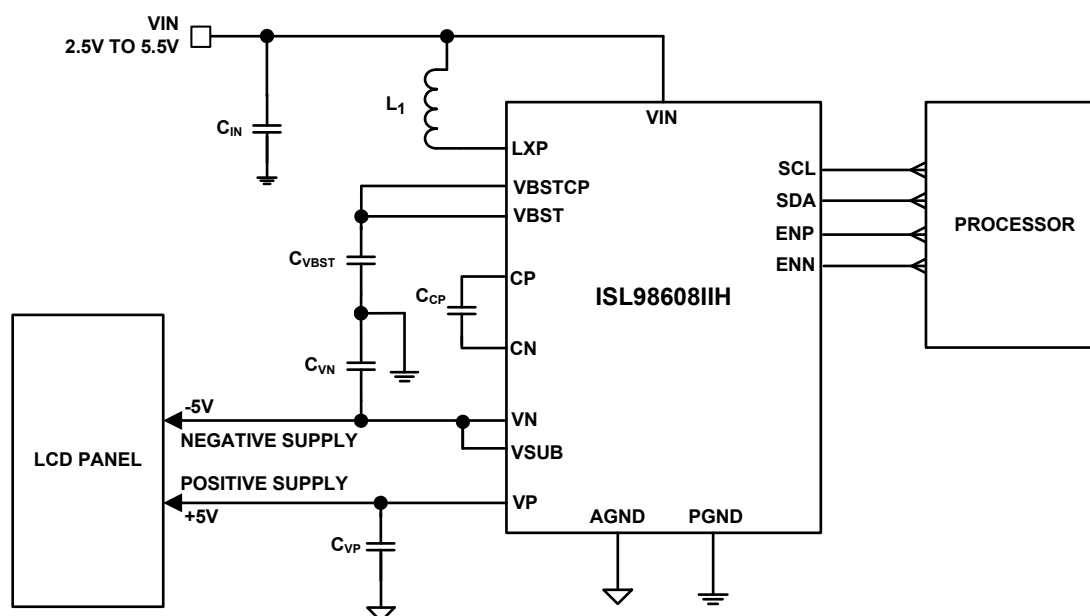 VIN
2.5V TO 5.5V
L1
CIN
VIN
LXP
VBSTCP
VBST
CVBST
CP
CCP
CN
CVN
ISL98608IIH
SCL
SDA
ENP
ENN
PROCESSOR
-5V
NEGATIVE SUPPLY
VN
VSUB
LCD PANEL
POSITIVE SUPPLY
+5V
VP
CVP
AGND
PGND